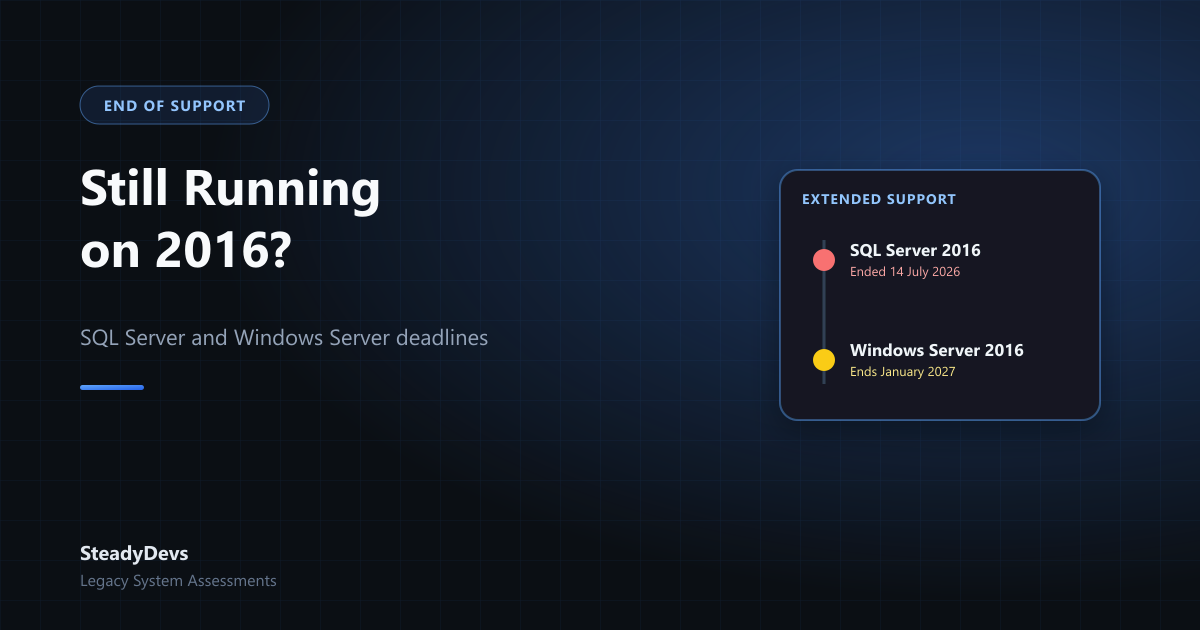 END OF SUPPORT
Still Running
on 2016?
SQL Server and Windows Server deadlines
EXTENDED SUPPORT
SQL Server 2016
Ended 14 July 2026
Windows Server 2016
Ends January 2027
SteadyDevs
Legacy System Assessments